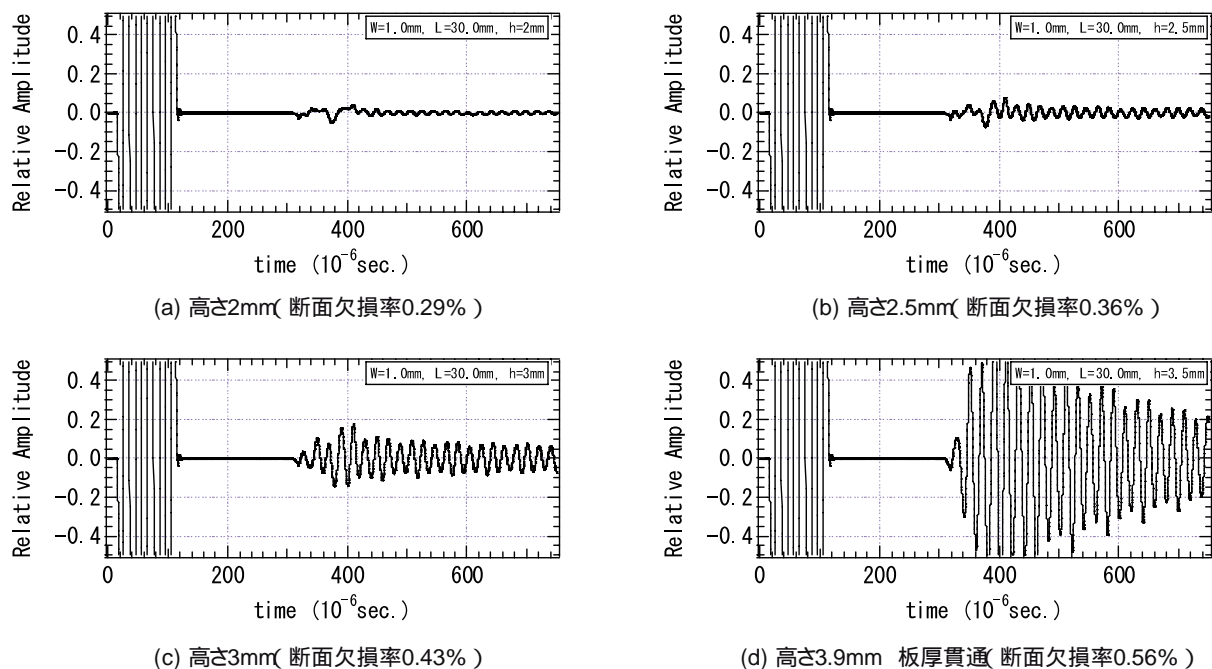 Relative Amplitude
0.4
0.2
0.0
-0.2
-0.4
W=1.0mm, L=30.0mm, h=2mm
0 200 400 600
time (10⁻⁶sec.)
(a) 高さ2mm( 断面欠損率0.29% )
Relative Amplitude
0.4
0.2
0.0
-0.2
-0.4
W=1.0mm, L=30.0mm, h=2.5mm
0 200 400 600
time (10⁻⁶sec.)
(b) 高さ2.5mm( 断面欠損率0.36% )
Relative Amplitude
0.4
0.2
0.0
-0.2
-0.4
W=1.0mm, L=30.0mm, h=3mm
0 200 400 600
time (10⁻⁶sec.)
(c) 高さ3mm( 断面欠損率0.43% )
Relative Amplitude
0.4
0.2
0.0
-0.2
-0.4
W=1.0mm, L=30.0mm, h=3.5mm
0 200 400 600
time (10⁻⁶sec.)
(d) 高さ3.9mm 板厚貫通( 断面欠損率0.56% )